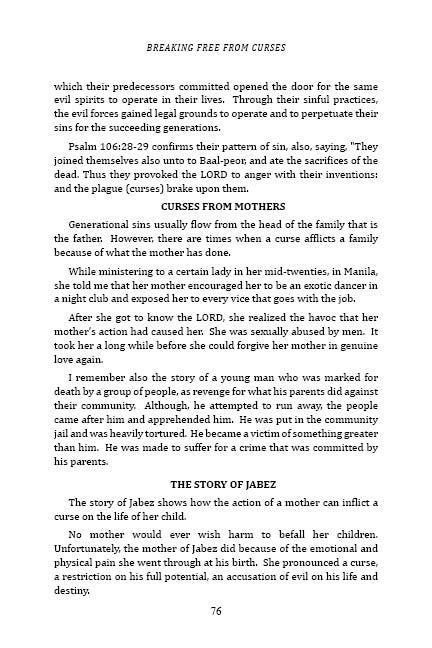 BREAKING FREE FROM CURSES
which their predecessors committed opened the door for the same
evil spirits to operate in their lives.  Through their sinful practices,
the evil forces gained legal grounds to operate and to perpetuate their
sins for the succeeding generations.
Psalm 106:28-29 confirms their pattern of sin, also, saying, "They
joined themselves also unto to Baal-peor, and ate the sacrifices of the
dead. Thus they provoked the LORD to anger with their inventions:
and the plague (curses) brake upon them.
CURSES FROM MOTHERS
Generational sins usually flow from the head of the family that is
the father.  However, there are times when a curse afflicts a family
because of what the mother has done.
While ministering to a certain lady in her mid-twenties, in Manila,
she told me that her mother encouraged her to be an exotic dancer in
a night club and exposed her to every vice that goes with the job.
After she got to know the LORD, she realized the havoc that her
mother's action had caused her.  She was sexually abused by men.  It
took her a long while before she could forgive her mother in genuine
love again.
I remember also the story of a young man who was marked for
death by a group of people, as revenge for what his parents did against
their community.  Although, he attempted to run away, the people
came after him and apprehended him.  He was put in the community
jail and was heavily tortured.  He became a victim of something greater
than him.  He was made to suffer for a crime that was committed by
his parents.
THE STORY OF JABEZ
The story of Jabez shows how the action of a mother can inflict a
curse on the life of her child.
No mother would ever wish harm to befall her children.
Unfortunately, the mother of Jabez did because of the emotional and
physical pain she went through at his birth.  She pronounced a curse,
a restriction on his full potential, an accusation of evil on his life and
destiny.
76